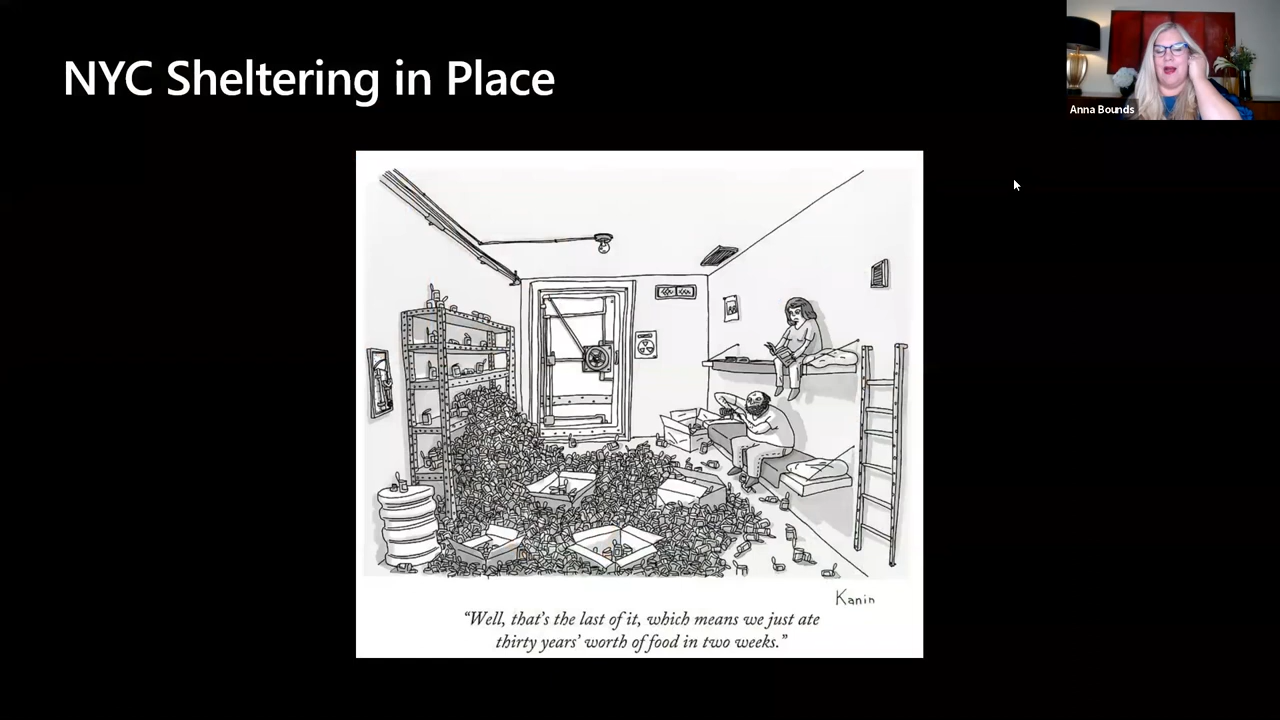 NYC Sheltering in Place
Anna Bounds
Kanin
“Well, that’s the last of it, which means we just ate
thirty years’ worth of food in two weeks.”